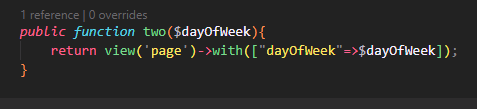 1 reference | 0 overrides
public function two($dayOfWeek){
    return view('page')->with(["dayOfWeek"=>$dayOfWeek]);
}